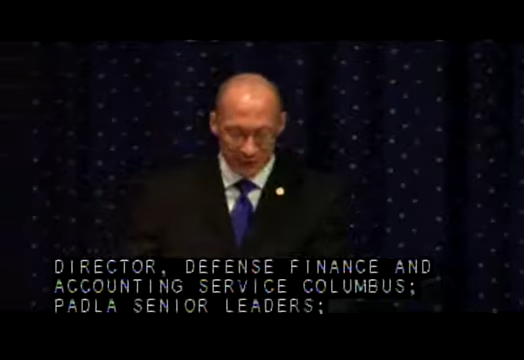 DIRECTOR, DEFENSE FINANCE AND
ACCOUNTING SERVICE COLUMBUS;
PADLA SENIOR LEADERS;